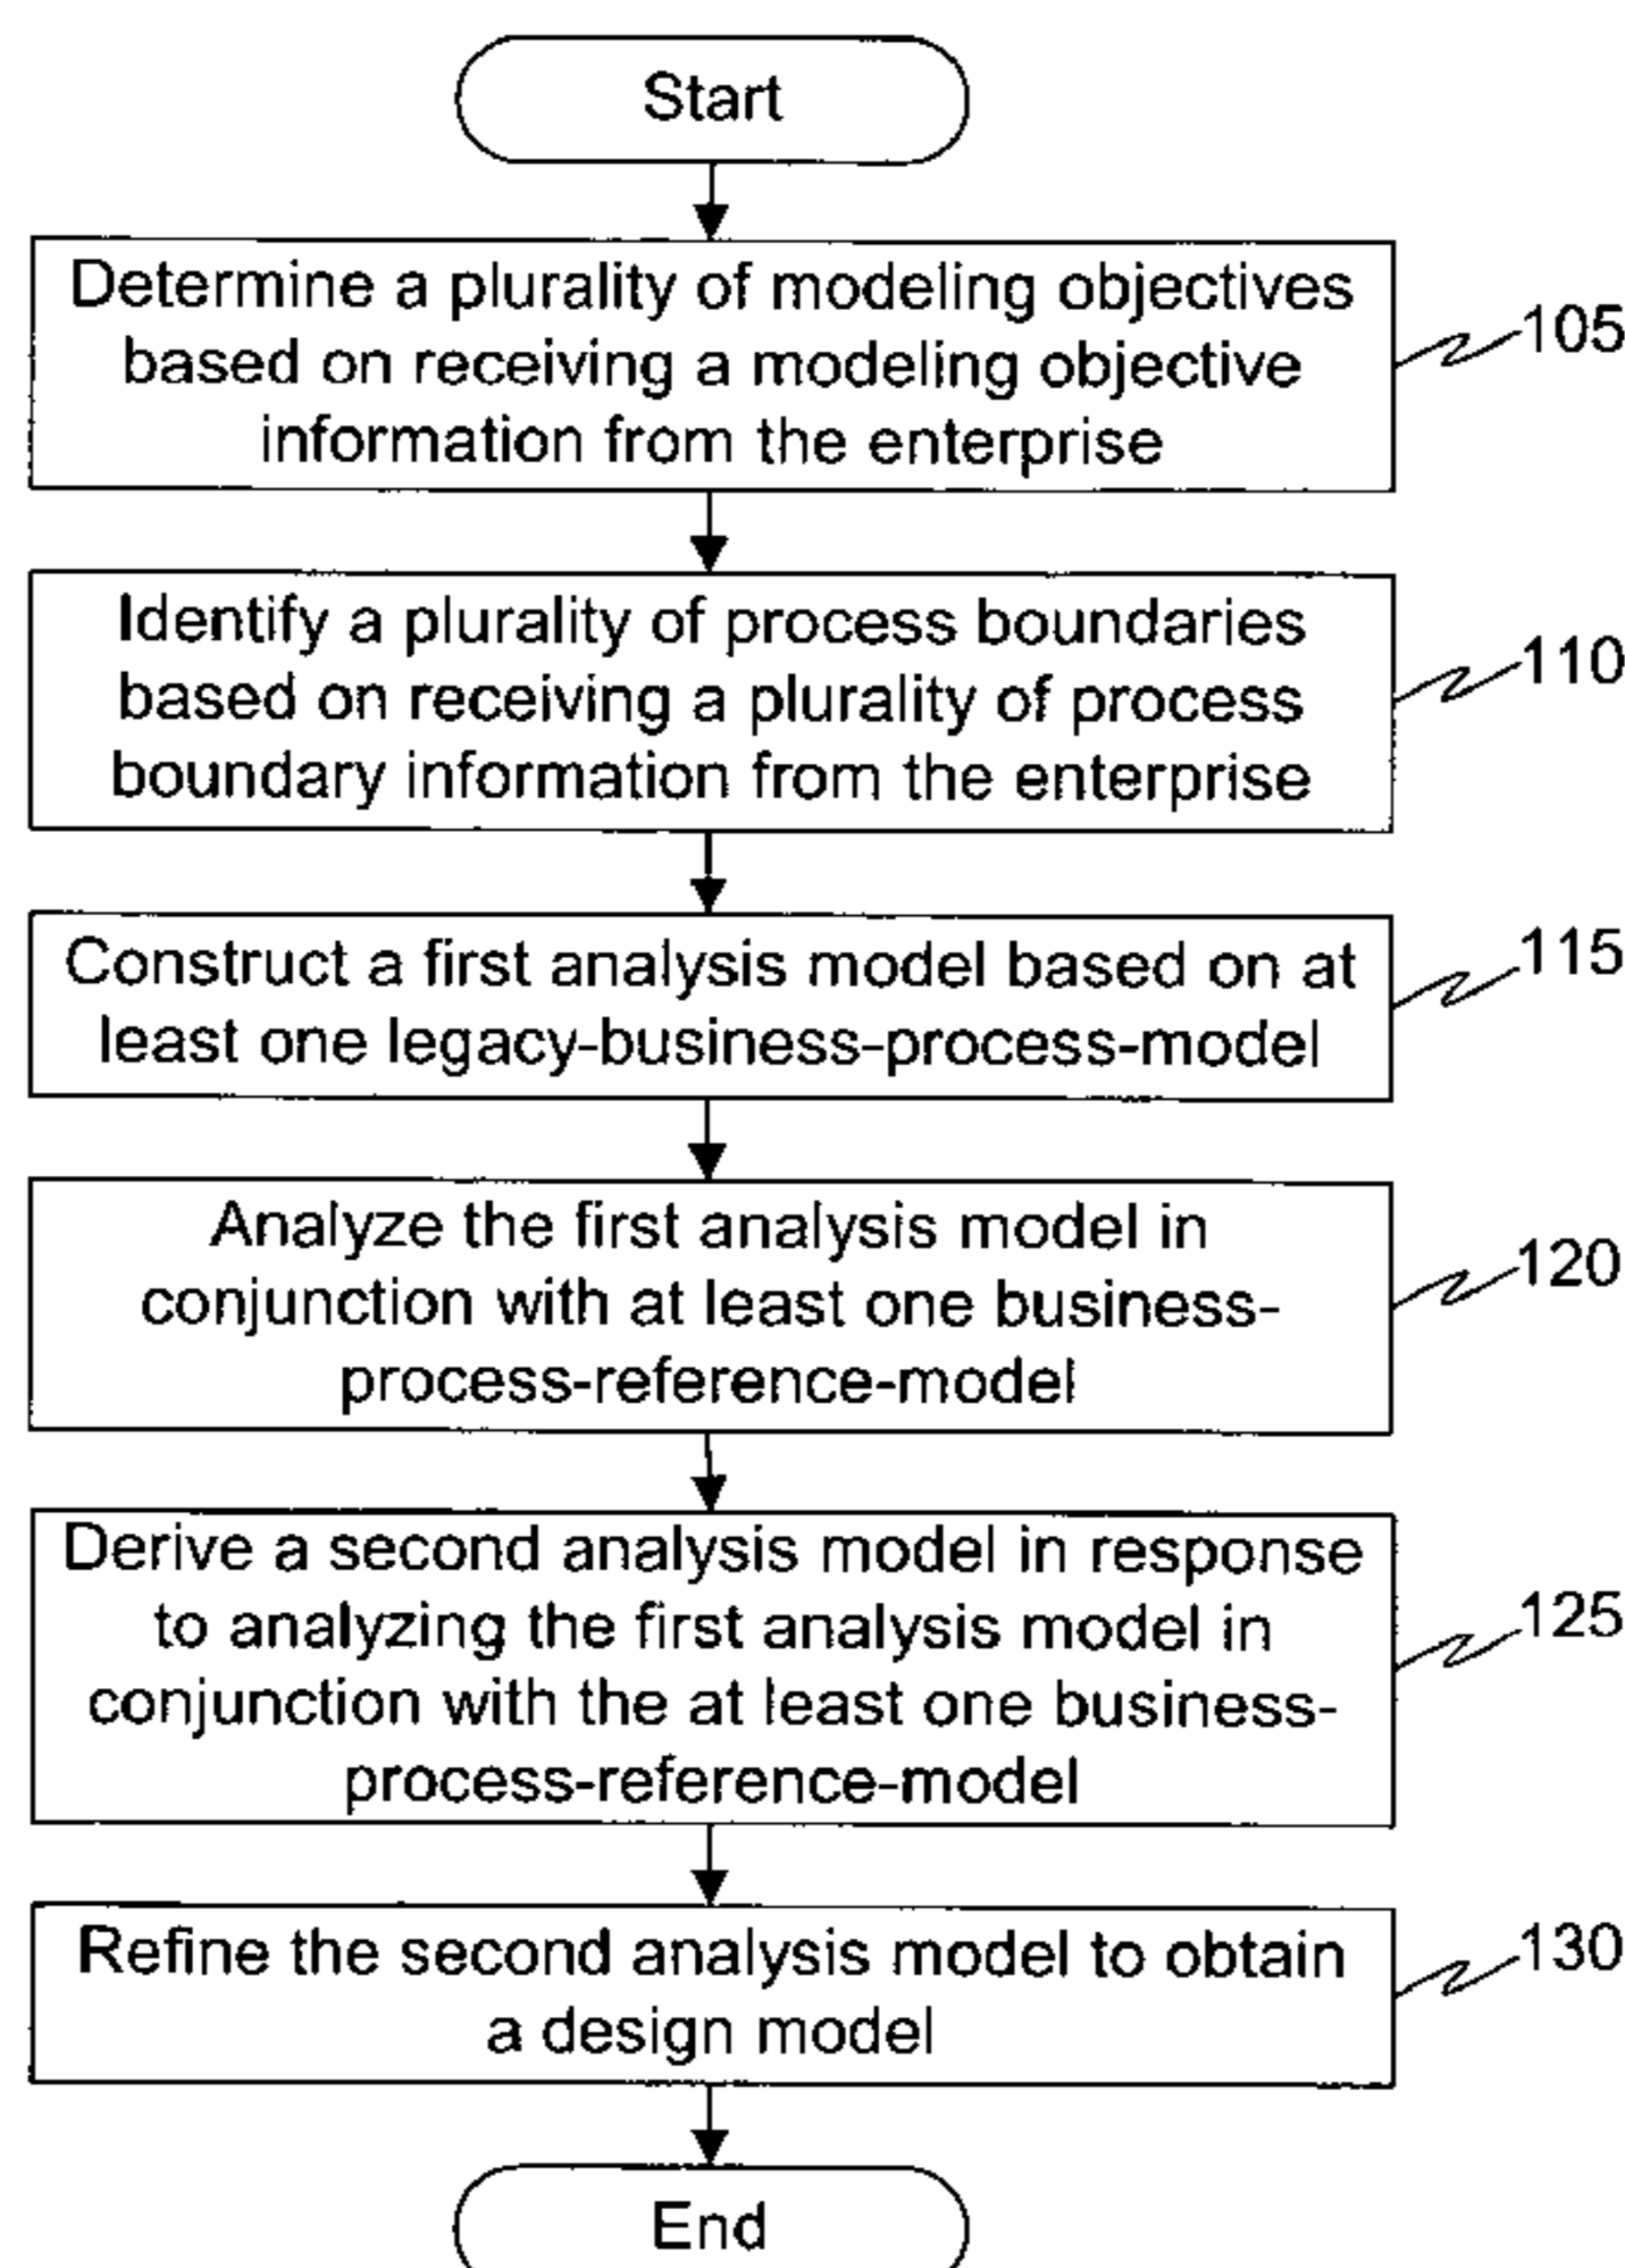 Start
Determine a plurality of modeling objectives
based on receiving a modeling objective
information from the enterprise
105
Identify a plurality of process boundaries
based on receiving a plurality of process
boundary information from the enterprise
110
Construct a first analysis model based on at
least one legacy-business-process-model
115
Analyze the first analysis model in
conjunction with at least one business-
process-reference-model
120
Derive a second analysis model in response
to analyzing the first analysis model in
conjunction with the at least one business-
process-reference-model
125
Refine the second analysis model to obtain
a design model
130
End